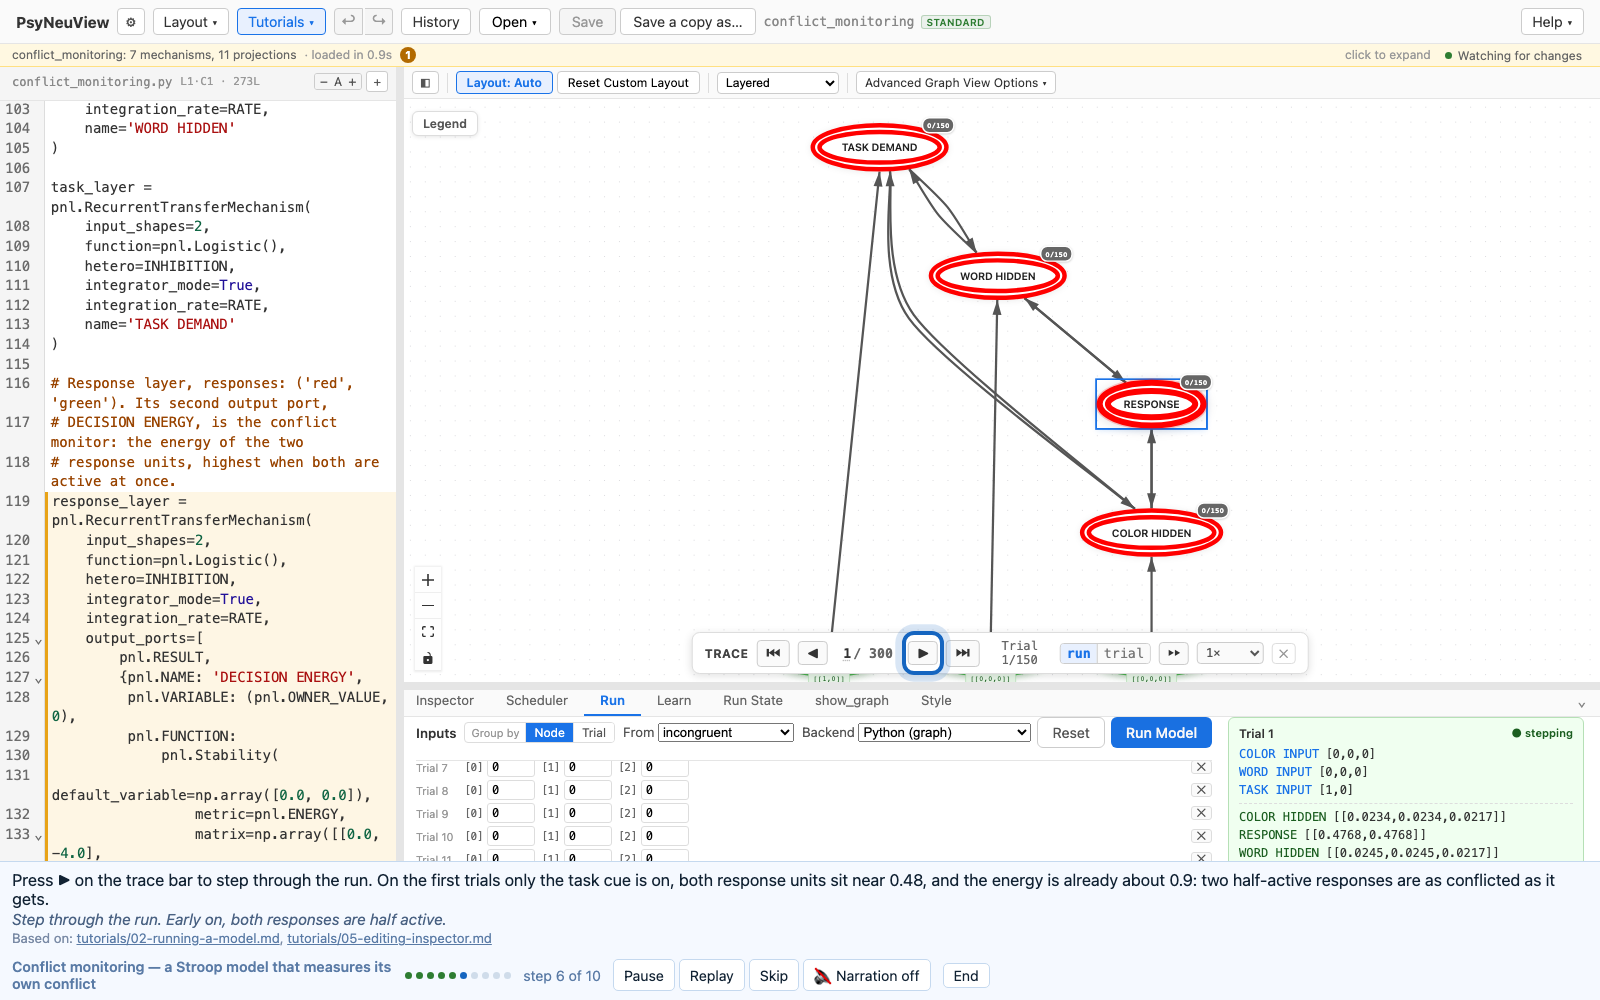 PsyNeuView ⚙ Layout ▾ Tutorials ▾ ↩ ↪ History Open ▾ Save Save a copy as... conflict_monitoring STANDARD Help ▾
conflict_monitoring: 7 mechanisms, 11 projections · loaded in 0.9s 1 click to expand Watching for changes
conflict_monitoring.py L1:C1 · 273L − A + +
Layout: Auto Reset Custom Layout Layered Advanced Graph View Options ▾
103 integration_rate=RATE,
104 name='WORD HIDDEN'
105 )
106
107 task_layer =
pnl.RecurrentTransferMechanism(
108 input_shapes=2,
109 function=pnl.Logistic(),
110 hetero=INHIBITION,
111 integrator_mode=True,
112 integration_rate=RATE,
113 name='TASK DEMAND'
114 )
115
116 # Response layer, responses: ('red',
'green'). Its second output port,
117 # DECISION ENERGY, is the conflict
monitor: the energy of the two
118 # response units, highest when both are
active at once.
119 response_layer =
pnl.RecurrentTransferMechanism(
120 input_shapes=2,
121 function=pnl.Logistic(),
122 hetero=INHIBITION,
123 integrator_mode=True,
124 integration_rate=RATE,
125 output_ports=[
126 pnl.RESULT,
127 {pnl.NAME: 'DECISION ENERGY',
128 pnl.VARIABLE: (pnl.OWNER_VALUE,
0),
129 pnl.FUNCTION:
130 pnl.Stability(
131
default_variable=np.array([0.0, 0.0]),
132 metric=pnl.ENERGY,
133 matrix=np.array([[0.0,
−4.0],
Legend
0/150
TASK DEMAND
0/150
WORD HIDDEN
0/150
RESPONSE
0/150
COLOR HIDDEN
TRACE 1 / 300 Trial 1/150 run trial 1×
[[1,0]] [[0,0,0]] [[0,0,0]]
Inspector Scheduler Run Learn Run State show_graph Style
Inputs Group by Node Trial From incongruent Backend Python (graph) Reset Run Model
Trial 7 [0] 0 [1] 0 [2] 0
Trial 8 [0] 0 [1] 0 [2] 0
Trial 9 [0] 0 [1] 0 [2] 0
Trial 10 [0] 0 [1] 0 [2] 0
Trial 11 [0] 0 [1] 0 [2] 0
Trial 1 stepping
COLOR INPUT [0,0,0]
WORD INPUT [0,0,0]
TASK INPUT [1,0]
COLOR HIDDEN [[0.0234,0.0234,0.0217]]
RESPONSE [[0.4768,0.4768]]
WORD HIDDEN [[0.0245,0.0245,0.0217]]
Press ▶ on the trace bar to step through the run. On the first trials only the task cue is on, both response units sit near 0.48, and the energy is already about 0.9: two half-active responses are as conflicted as it
gets.
Step through the run. Early on, both responses are half active.
Based on: tutorials/02-running-a-model.md, tutorials/05-editing-inspector.md
Conflict monitoring — a Stroop model that measures its
own conflict
step 6 of 10 Pause Replay Skip Narration off End